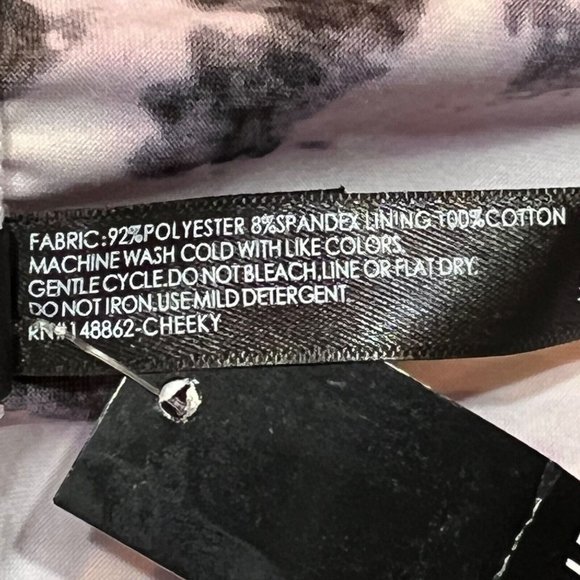 FABRIC:92%POLYESTER 8%SPANDEX LINING 100%COTTON
MACHINE WASH COLD WITH LIKE COLORS.
GENTLE CYCLE.DO NOT BLEACH,LINE OR FLAT DRY.
DO NOT IRON.USE MILD DETERGENT.
RN#148862-CHEEKY